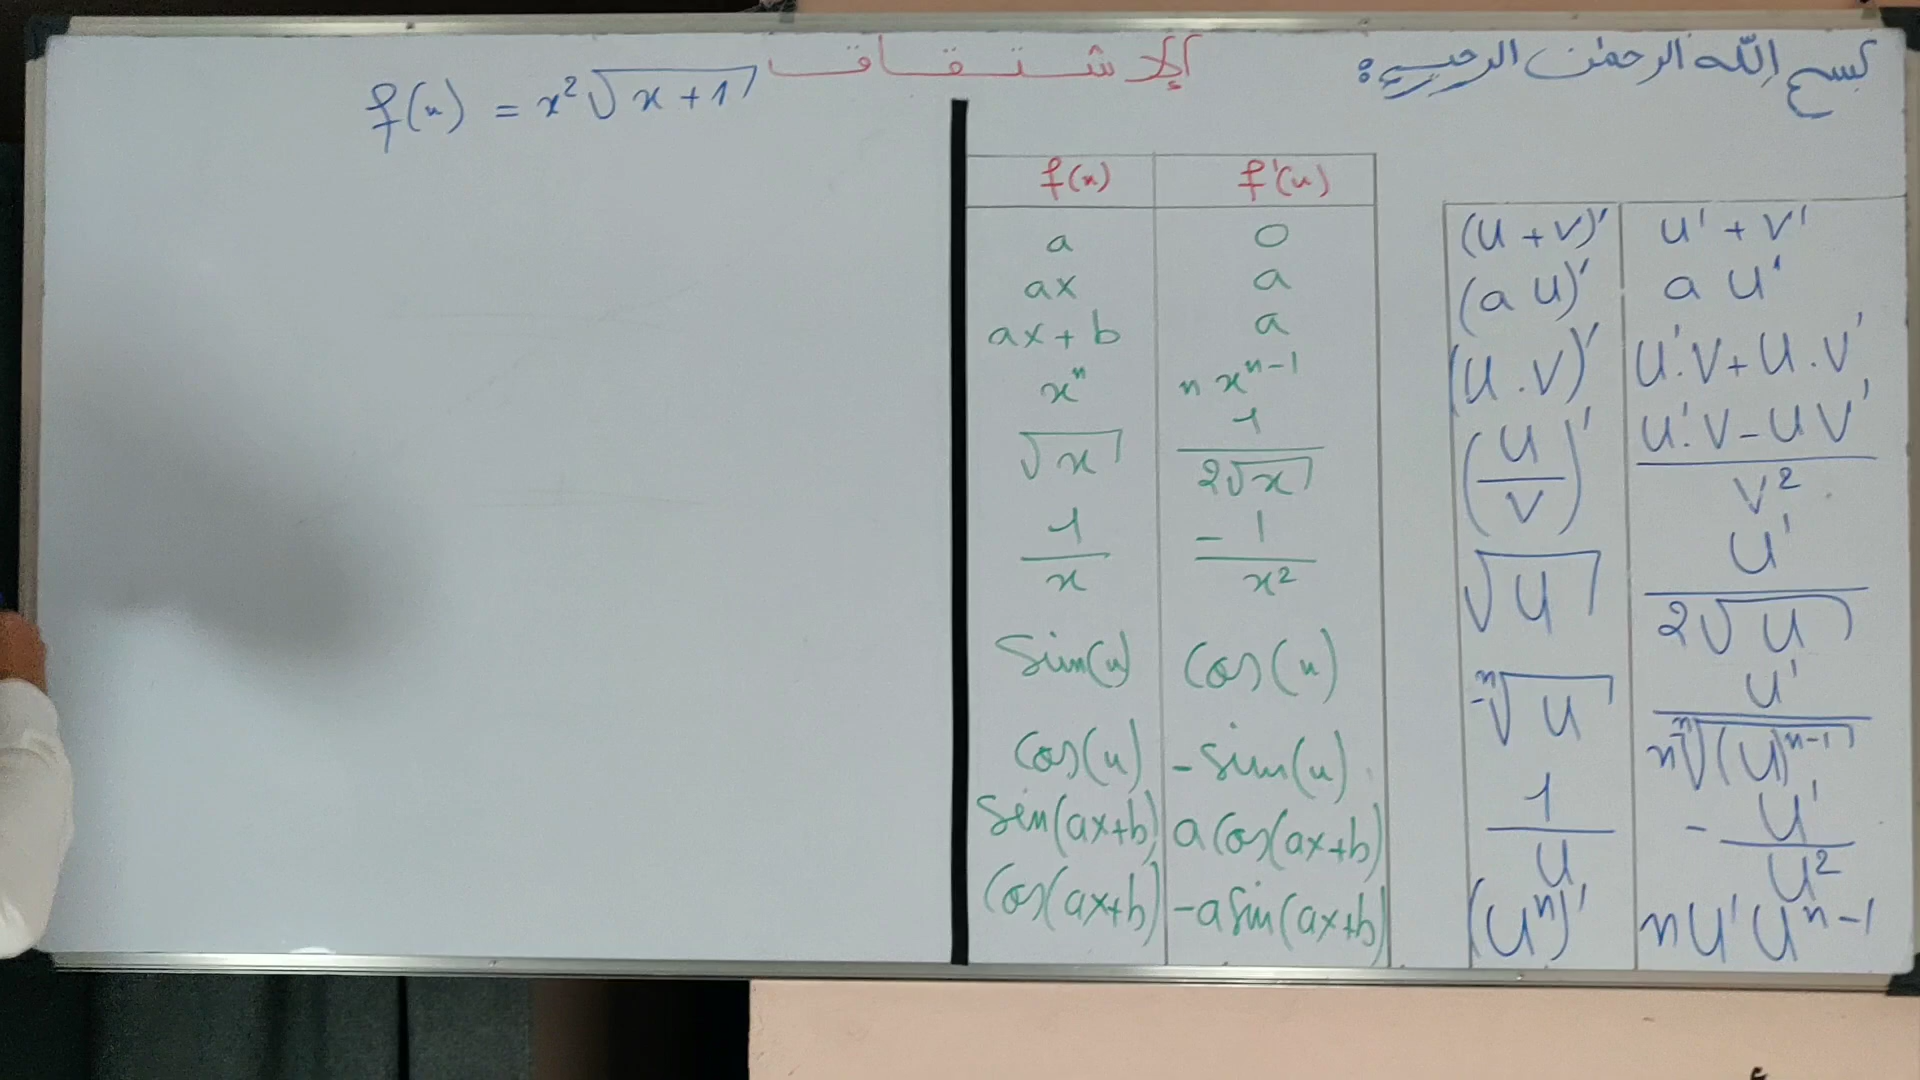 بسم الله الرحمن الرحيم:
الإشتقاق
f(x) = x²√(x+1)
f(x) | f'(x)
a | 0
ax | a
ax + b | a
xⁿ | n xⁿ⁻¹
√x | 1/(2√x)
1/x | -1/x²
Sin(x) | Cos(x)
Cos(x) | -Sin(x)
Sin(ax+b) | a Cos(ax+b)
Cos(ax+b) | -a Sin(ax+b)
(U + V)' | U' + V'
(a U)' | a U'
(U . V)' | U'.V + U . V'
(U/V)' | (U'.V - U V')/V²
√U | U'/(2√U)
ⁿ√U | U'/(n ⁿ√(U)ⁿ⁻¹)
1/U | - U'/U²
(Uⁿ)' | nU'Uⁿ⁻¹